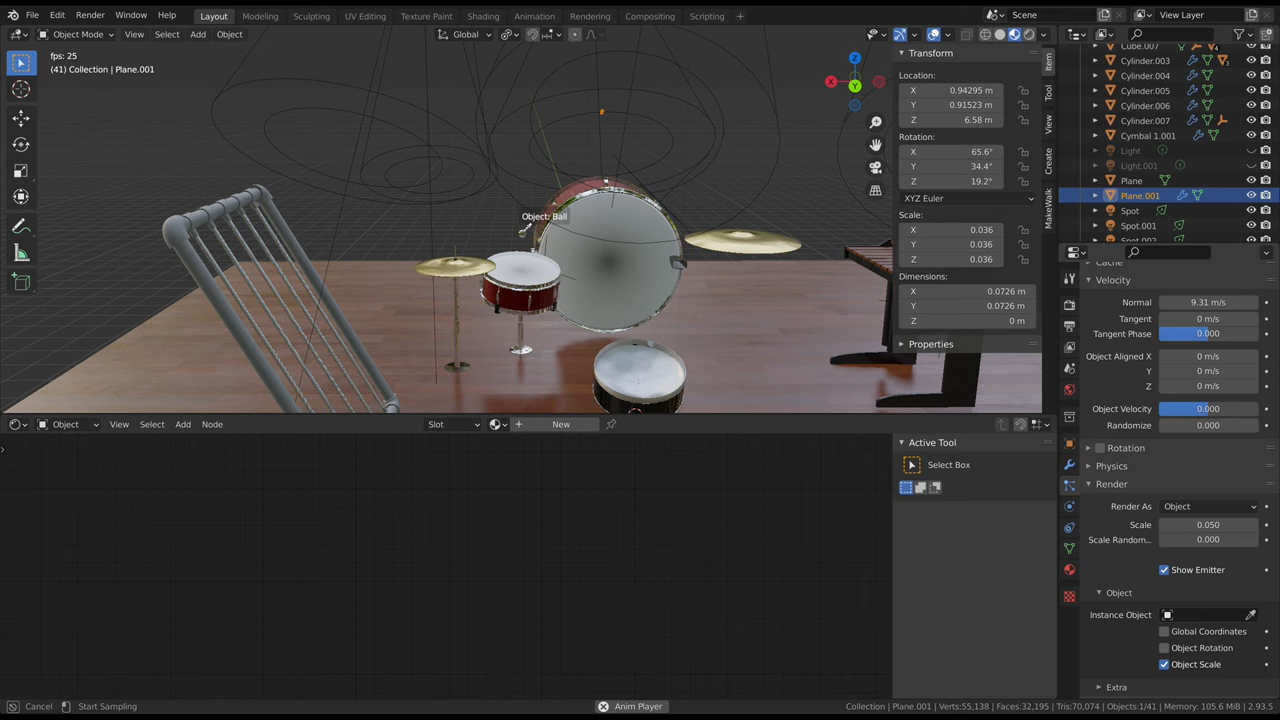 File Edit Render Window Help Layout Modeling Sculpting UV Editing Texture Paint Shading Animation Rendering Compositing Scripting + Scene View Layer
Object Mode View Select Add Object Global
fps: 25
(41) Collection | Plane.001
Object: Ball
Transform
Location:
X 0.94295 m
Y 0.91523 m
Z 6.58 m
Rotation:
X 65.6°
Y 34.4°
Z 19.2°
XYZ Euler
Scale:
X 0.036
Y 0.036
Z 0.036
Dimensions:
X 0.0726 m
Y 0.0726 m
Z 0 m
Properties
Item
Tool
View
Create
MakeWalk
X Y Z
Cube.007 4
Cylinder.003 3
Cylinder.004
Cylinder.005
Cylinder.006
Cylinder.007
Cymbal 1.001
Light
Light.001
Plane
Plane.001
Spot
Spot.001
Velocity
Normal 9.31 m/s
Tangent 0 m/s
Tangent Phase 0.000
Object Aligned X 0 m/s
Y 0 m/s
Z 0 m/s
Object Velocity 0.000
Randomize 0.000
Rotation
Physics
Render
Render As Object
Scale 0.050
Scale Random... 0.000
Show Emitter
Object
Instance Object
Global Coordinates
Object Rotation
Object Scale
Extra
Object View Select Add Node Slot + New
Active Tool
Select Box
Cancel Start Sampling Anim Player Collection | Plane.001 | Verts:55,138 | Faces:32,195 | Tris:70,074 | Objects:1/41 | Memory: 105.6 MiB | 2.93.5